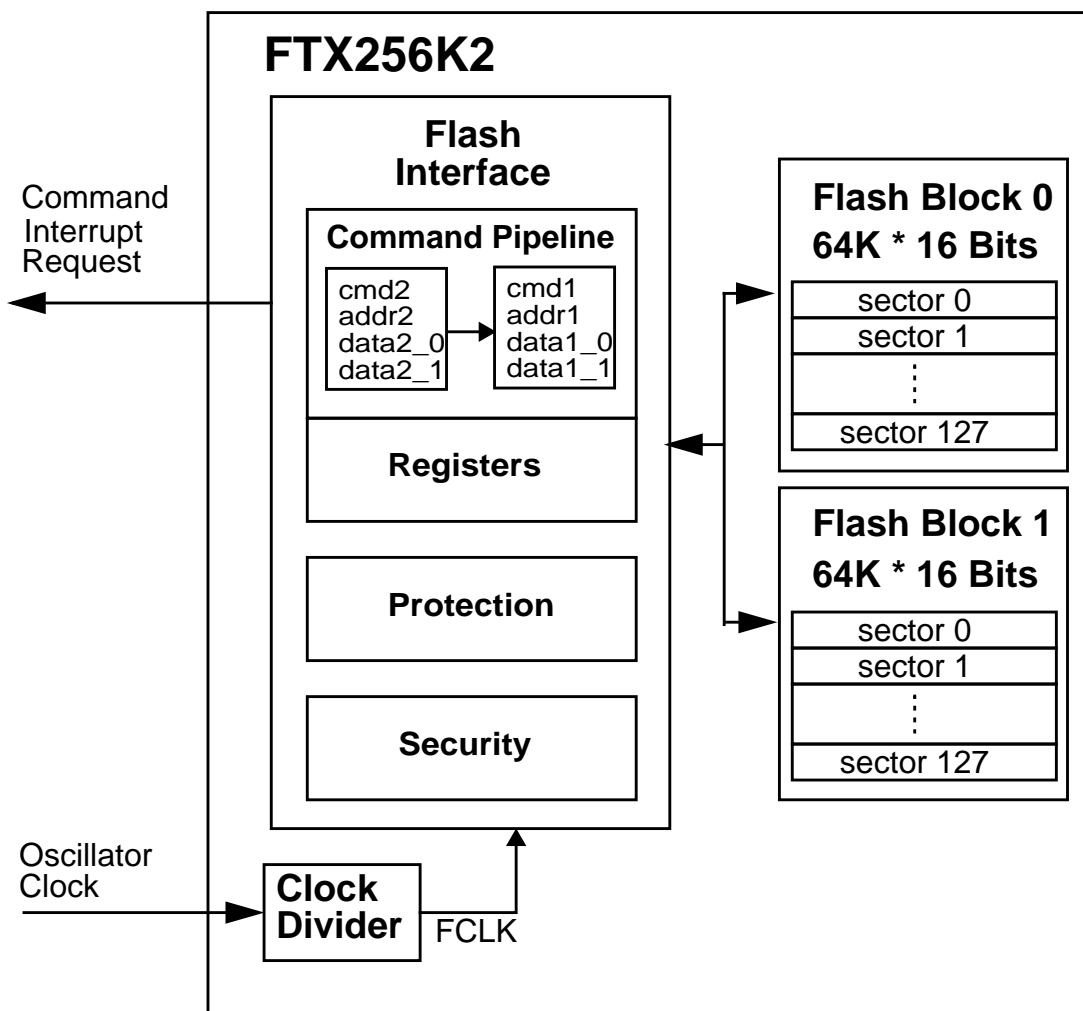 FTX256K2
Flash
Interface
Command Pipeline
cmd2
addr2
data2_0
data2_1
cmd1
addr1
data1_0
data1_1
Registers
Protection
Security
Command
Interrupt
Request
Oscillator
Clock
Clock
Divider
FCLK
Flash Block 0
64K * 16 Bits
sector 0
sector 1
sector 127
Flash Block 1
64K * 16 Bits
sector 0
sector 1
sector 127